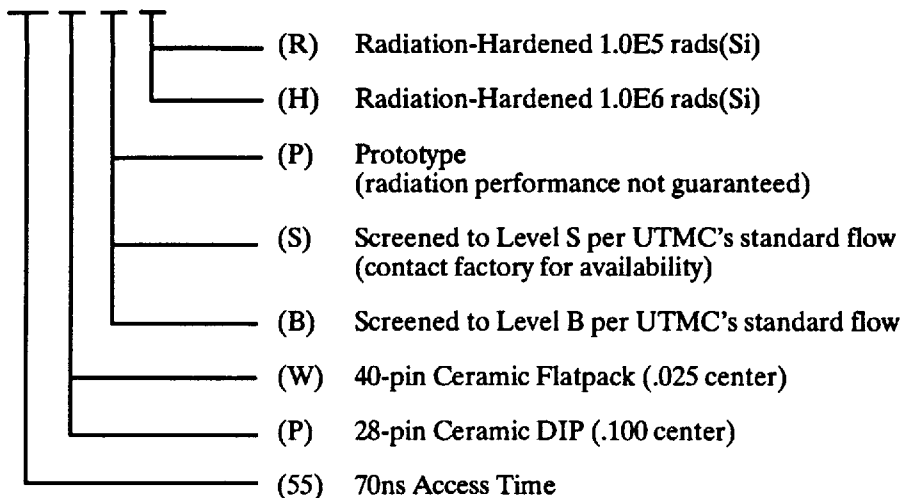 (R) Radiation-Hardened 1.0E5 rads(Si)
(H) Radiation-Hardened 1.0E6 rads(Si)
(P) Prototype
(radiation performance not guaranteed)
(S) Screened to Level S per UTMC's standard flow
(contact factory for availability)
(B) Screened to Level B per UTMC's standard flow
(W) 40-pin Ceramic Flatpack (.025 center)
(P) 28-pin Ceramic DIP (.100 center)
(55) 70ns Access Time